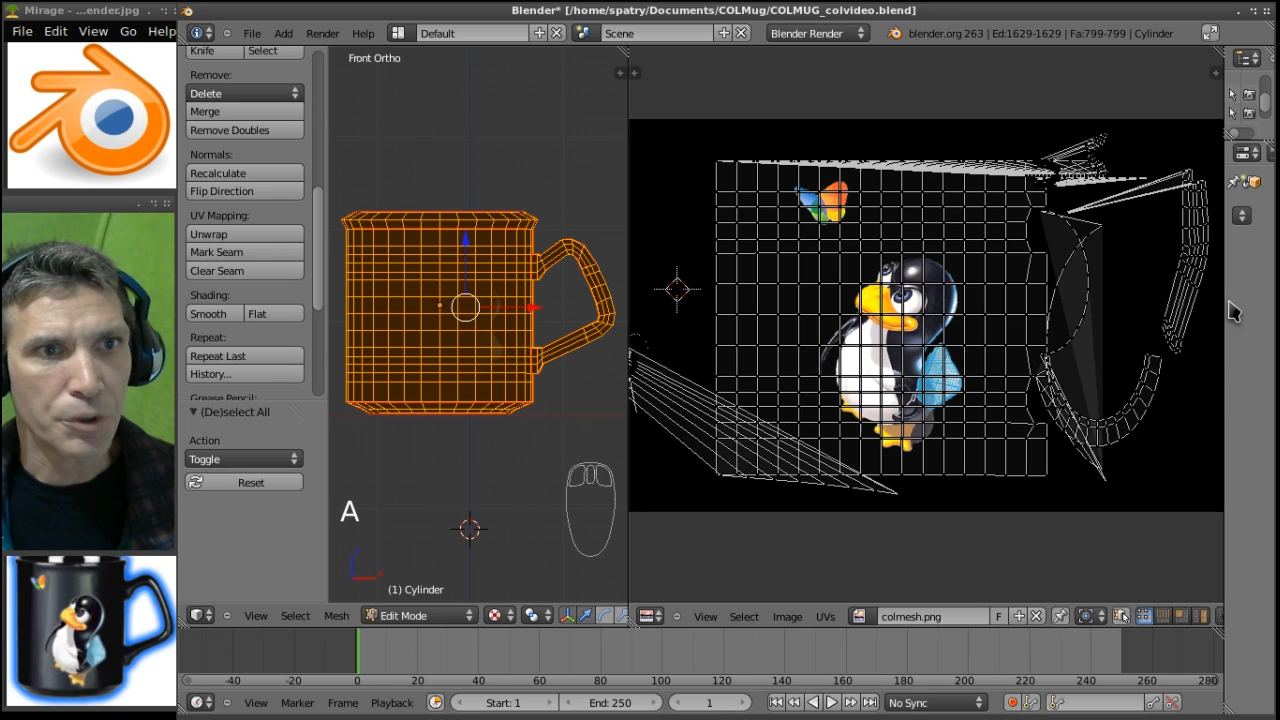 Mirage - ...ender.jpg
File Edit View Go Help
Blender* [/home/spatry/Documents/COLMug/COLMUG_colvideo.blend]
File Add Render Help
Default
Scene
Blender Render
blender.org 263 | Ed:1629-1629 | Fa:799-799 | Cylinder
Knife Select
Remove:
Delete
Merge
Remove Doubles
Normals:
Recalculate
Flip Direction
UV Mapping:
Unwrap
Mark Seam
Clear Seam
Shading:
Smooth Flat
Repeat:
Repeat Last
History...
Grease Pencil:
(De)select All
Action
Toggle
Reset
Front Ortho
A
(1) Cylinder
View Select Mesh
Edit Mode
View Select Image UVs
colmesh.png
F
-40 -20 0 20 40 60 80 100 120 140 160 180 200 220 240 260 280
View Marker Frame Playback
Start: 1
End: 250
1
No Sync